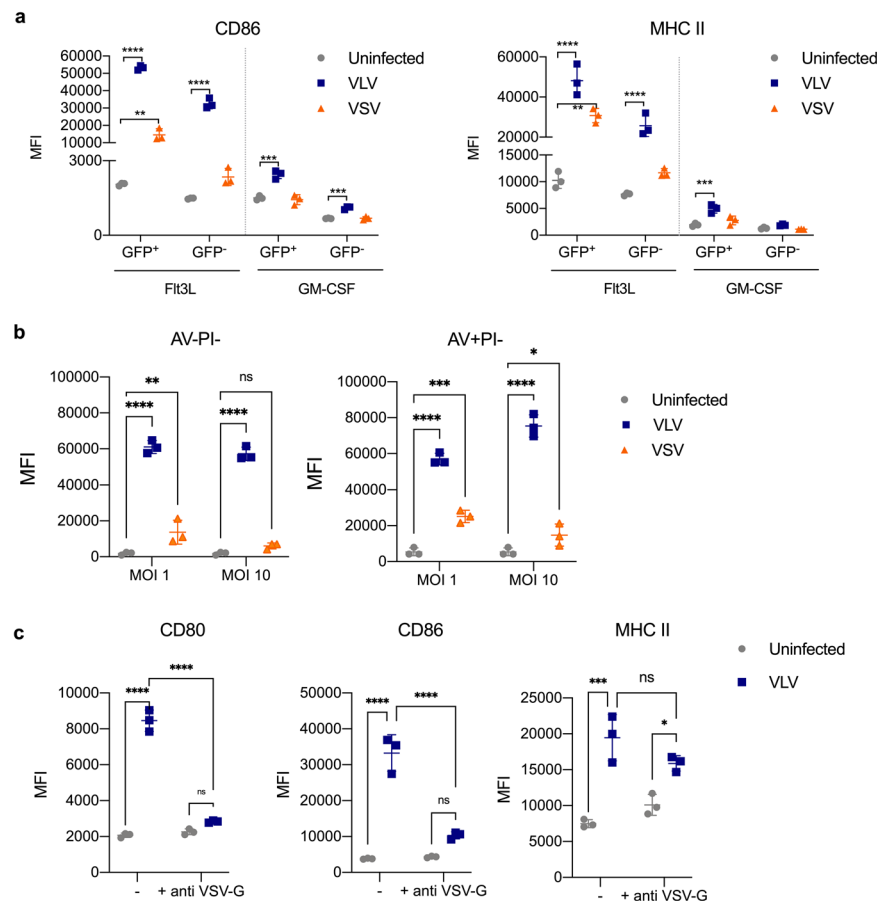 a
CD86
MHC II
60000
50000
40000
30000
20000
10000
3000
0
MFI
****
**
****
***
***
Uninfected
VLV
VSV
GFP+
GFP-
GFP+
GFP-
Flt3L
GM-CSF
60000
40000
20000
15000
10000
5000
0
MFI
****
**
****
***
Uninfected
VLV
VSV
GFP+
GFP-
GFP+
GFP-
Flt3L
GM-CSF
b
AV-PI-
AV+PI-
100000
80000
60000
40000
20000
0
MFI
**
****
ns
****
MOI 1
MOI 10
100000
80000
60000
40000
20000
0
MFI
***
****
*
****
MOI 1
MOI 10
Uninfected
VLV
VSV
c
CD80
CD86
MHC II
10000
8000
6000
4000
2000
0
MFI
****
****
ns
-
+ anti VSV-G
50000
40000
30000
20000
10000
0
MFI
****
****
ns
-
+ anti VSV-G
25000
20000
15000
10000
5000
0
MFI
***
ns
*
-
+ anti VSV-G
Uninfected
VLV